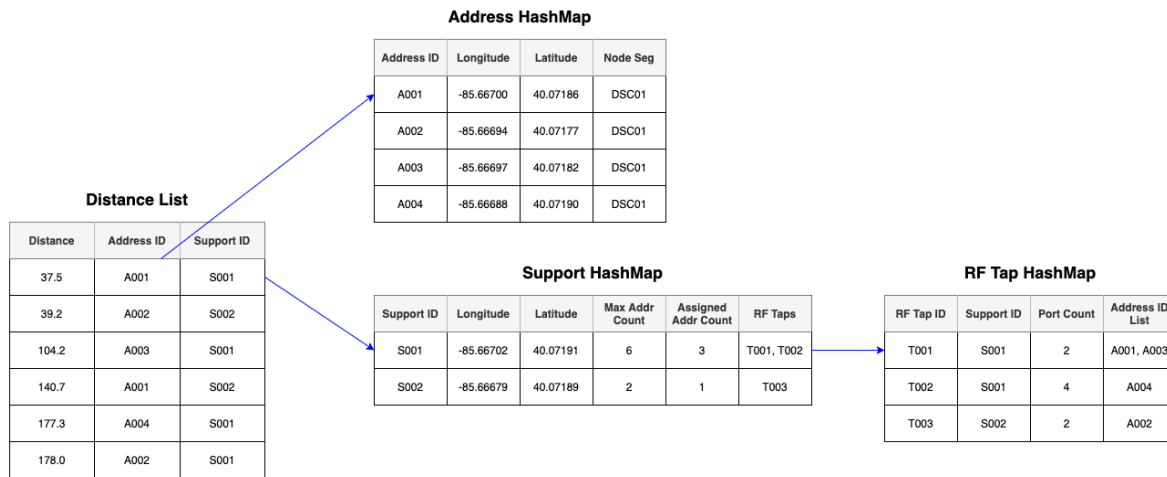 Address HashMap
Address ID Longitude Latitude Node Seg
A001 -85.66700 40.07186 DSC01
A002 -85.66694 40.07177 DSC01
A003 -85.66697 40.07182 DSC01
A004 -85.66688 40.07190 DSC01
Distance List
Distance Address ID Support ID
37.5 A001 S001
39.2 A002 S002
104.2 A003 S001
140.7 A001 S002
177.3 A004 S001
178.0 A002 S001
Support HashMap
Support ID Longitude Latitude Max Addr Count Assigned Addr Count RF Taps
S001 -85.66702 40.07191 6 3 T001, T002
S002 -85.66679 40.07189 2 1 T003
RF Tap HashMap
RF Tap ID Support ID Port Count Address ID List
T001 S001 2 A001, A003
T002 S001 4 A004
T003 S002 2 A002